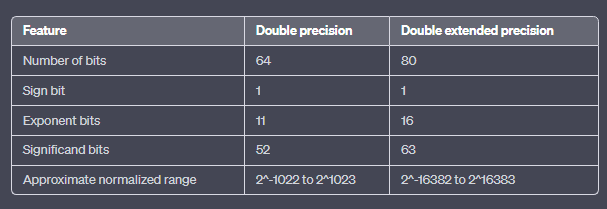 Feature Double precision Double extended precision
Number of bits 64 80
Sign bit 1 1
Exponent bits 11 16
Significand bits 52 63
Approximate normalized range 2^-1022 to 2^1023 2^-16382 to 2^16383